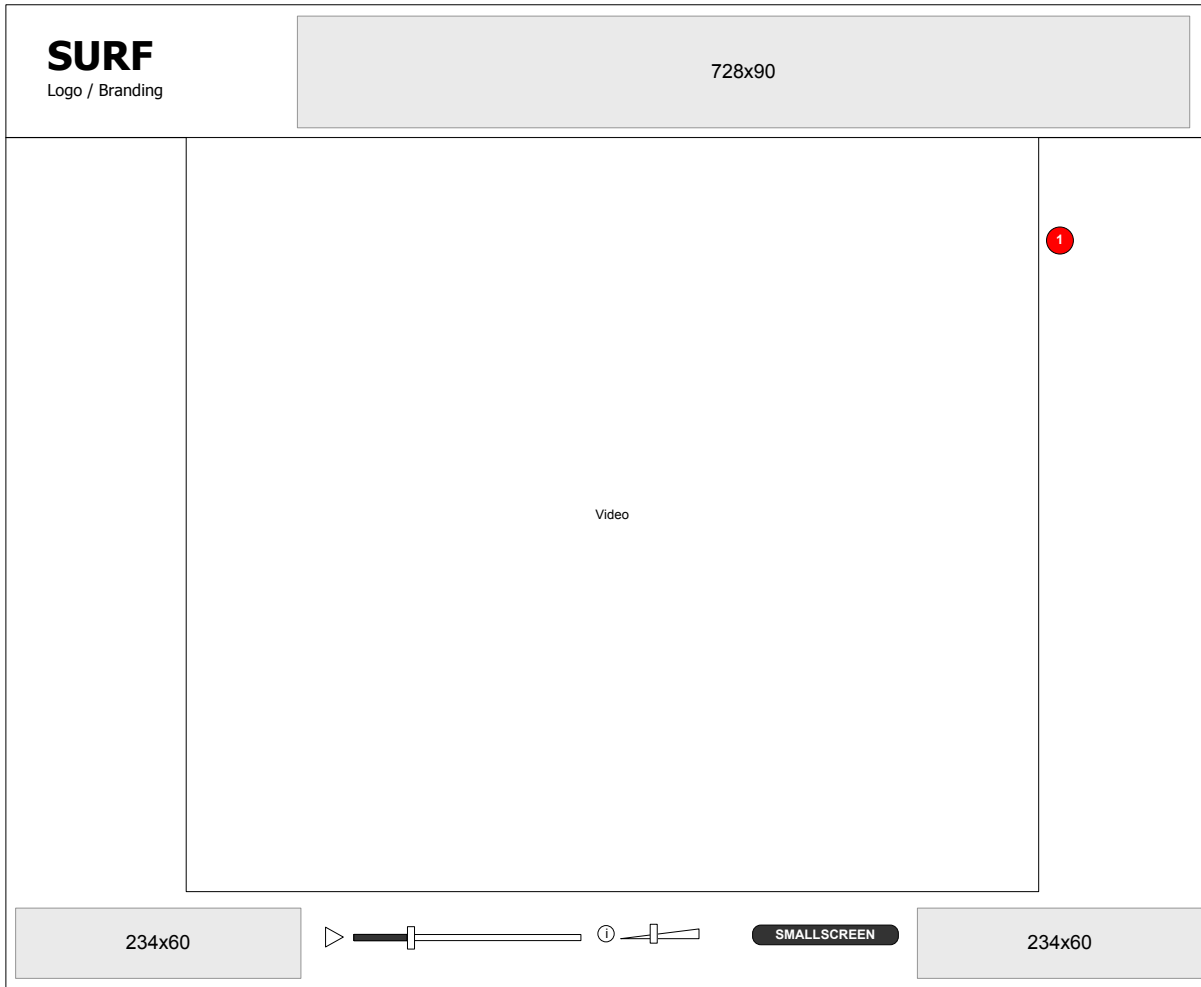 SURF
Logo / Branding
728x90
1
Video
234x60
i
SMALLSCREEN
234x60